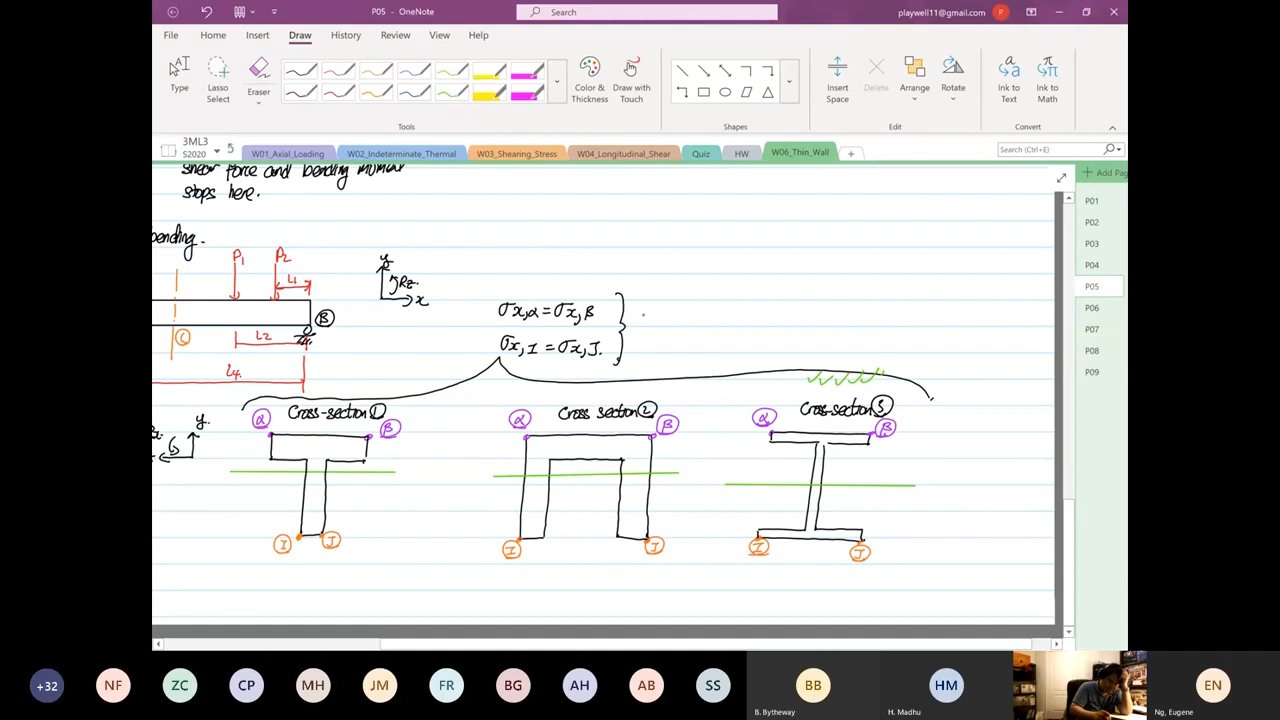 P05 - OneNote
Search
playwell11@gmail.com
P
File
Home
Insert
Draw
History
Review
View
Help
Type
Lasso
Select
Eraser
Color &
Thickness
Draw with
Touch
Insert
Space
Delete
Arrange
Rotate
Ink to
Text
Ink to
Math
Tools
Shapes
Edit
Convert
3ML3
S2020
W01_Axial_Loading
W02_Indeterminate_Thermal
W03_Shearing_Stress
W04_Longitudinal_Shear
Quiz
HW
W06_Thin_Wall
Search (Ctrl+E)
Add Pag
P01
P02
P03
P04
P05
P06
P07
P08
P09
shear force and bending moment
stops here.
bending.
P1
P2
L1
y
Rz
x
B
C
L2
L4
σx,α = σx,β
σx,I = σx,J.
y
Cross-section ①
Cross section ②
Cross-section ③
α
β
α
β
α
β
I
J
I
J
I
J
+32
NF
ZC
CP
MH
JM
FR
BG
AH
AB
SS
BB
B. Bytheway
HM
H. Madhu
EN
Ng, Eugene